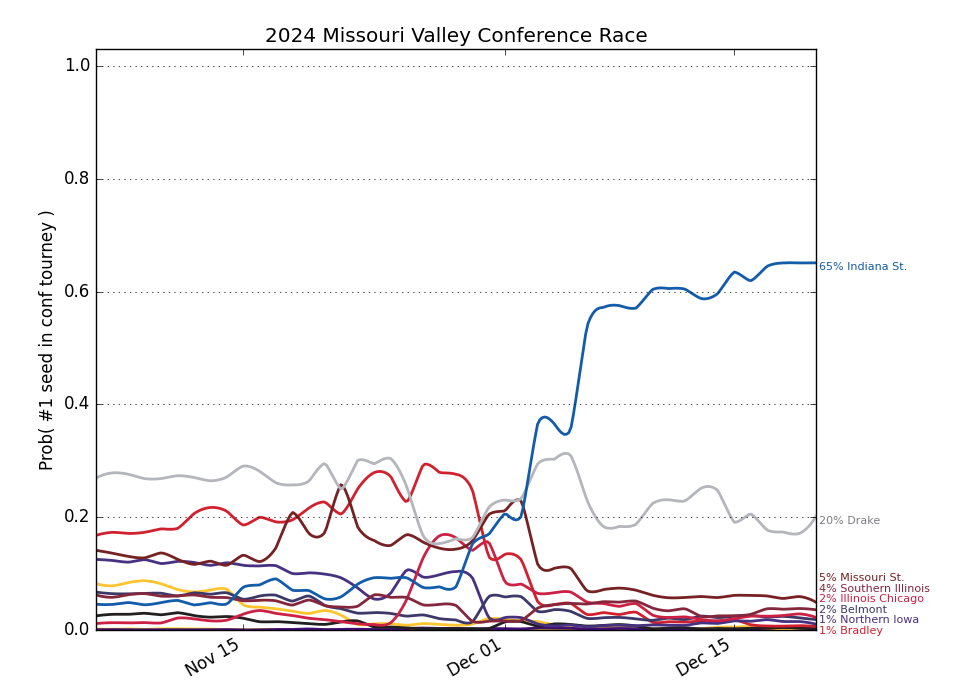 2024 Missouri Valley Conference Race
Prob( #1 seed in conf tourney )
1.0
0.8
0.6
0.4
0.2
0.0
Nov 15
Dec 01
Dec 15
65% Indiana St.
20% Drake
5% Missouri St.
4% Southern Illinois
2% Illinois Chicago
2% Belmont
1% Northern Iowa
1% Bradley